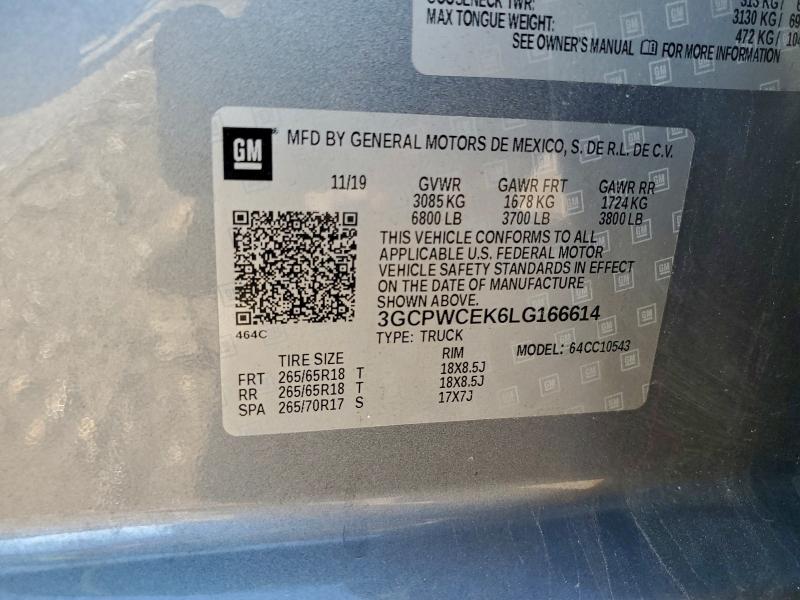 GOOSENECK TWR: 313 KG/
MAX TONGUE WEIGHT: 3130 KG/
472 KG/
SEE OWNER'S MANUAL FOR MORE INFORMATION
GM
MFD BY GENERAL MOTORS DE MEXICO, S. DE R.L. DE C.V.
11/19 GVWR GAWR FRT GAWR RR
3085 KG 1678 KG 1724 KG
6800 LB 3700 LB 3800 LB
THIS VEHICLE CONFORMS TO ALL
APPLICABLE U.S. FEDERAL MOTOR
VEHICLE SAFETY STANDARDS IN EFFECT
ON THE DATE OF MANUFACTURE
SHOWN ABOVE.
3GCPWCEK6LG166614
464C
TYPE: TRUCK
MODEL: 64CC10543
TIRE SIZE RIM
FRT 265/65R18 T 18X8.5J
RR 265/65R18 T 18X8.5J
SPA 265/70R17 S 17X7J